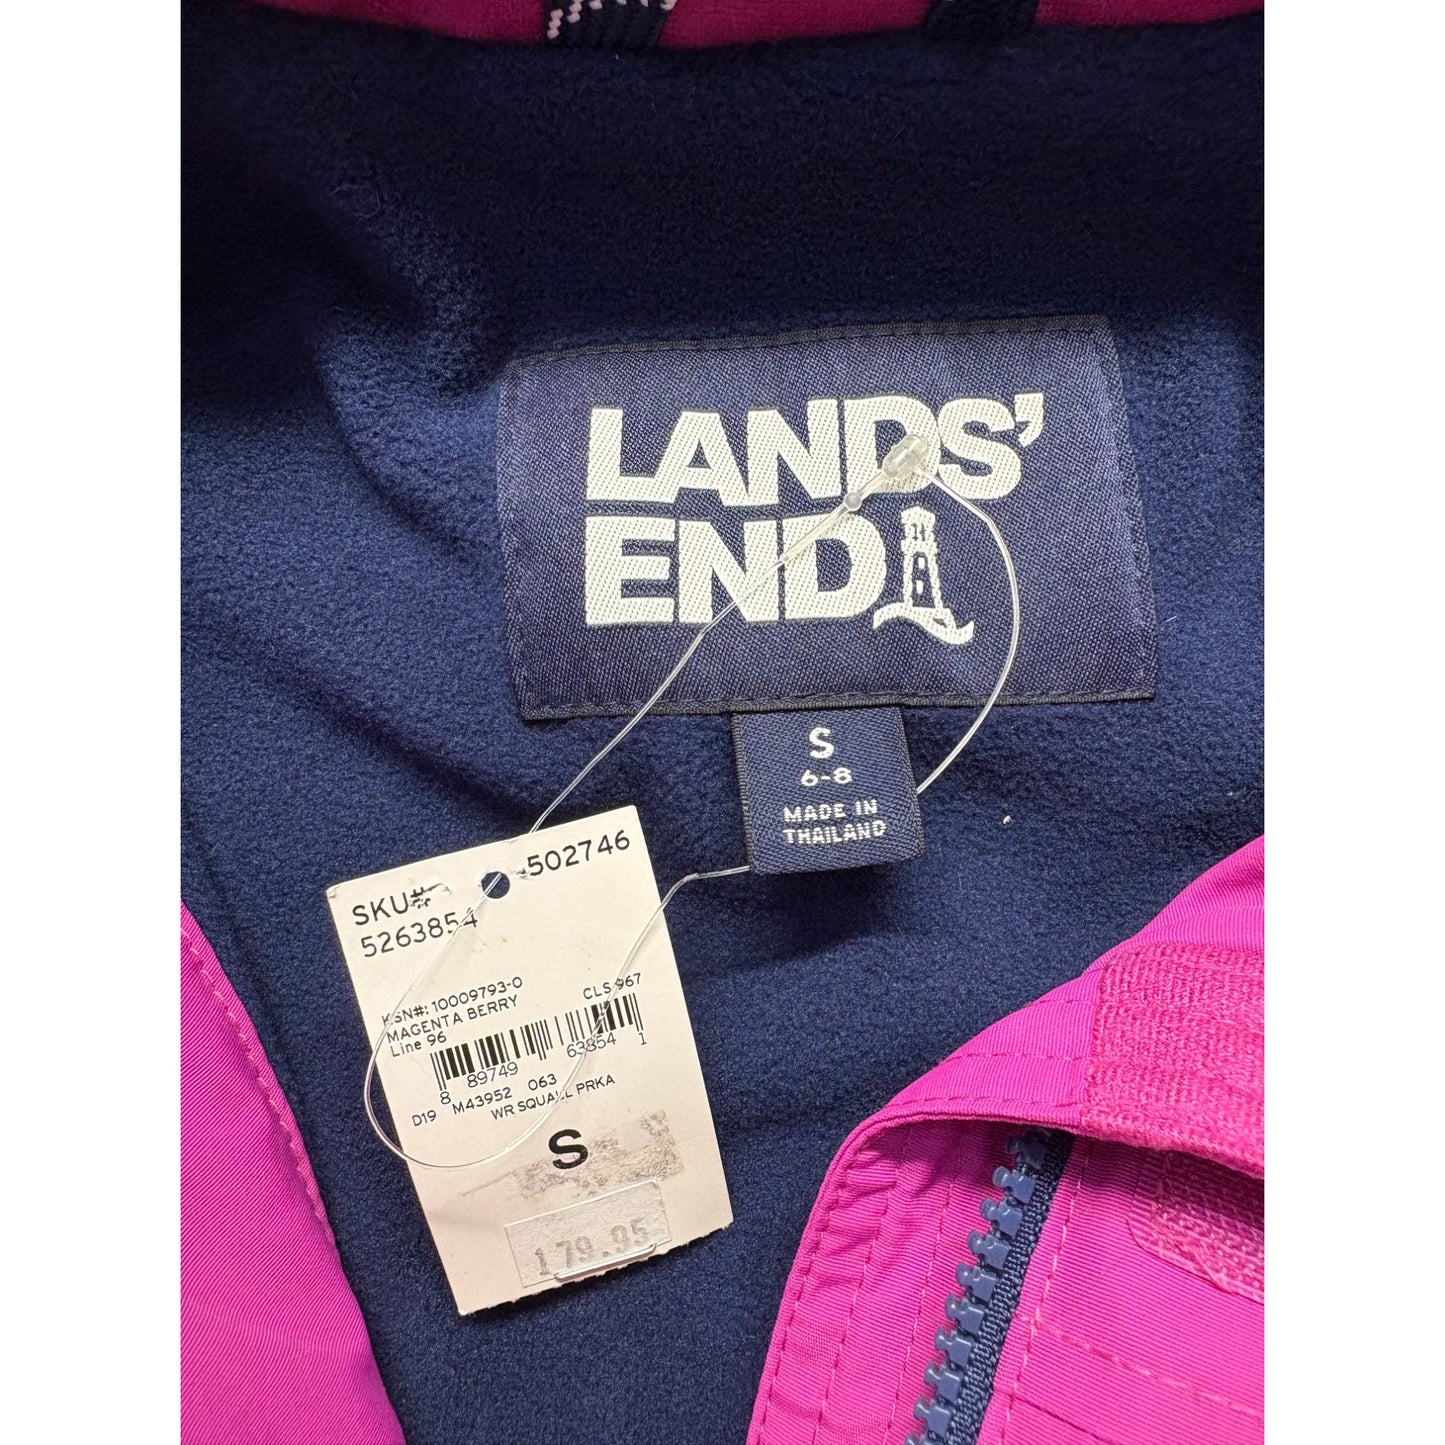 LANDS'
END
S
6-8
MADE IN
THAILAND
502746
SKU#
5263854
KSN#: 10009793-0 CLS 967
MAGENTA BERRY
Line 96
8 89749 63854 1
D19 M43952 063
WR SQUALL PRKA
S
179.95